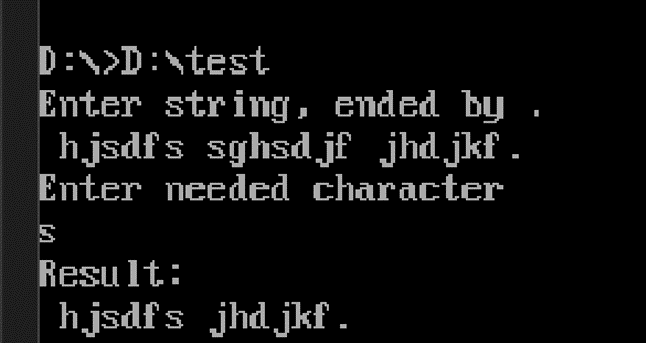 D:\>D:\test
Enter string, ended by .
 hjsdfs sghsdjf jhdjkf.
Enter needed character
s
Result:
 hjsdfs jhdjkf.